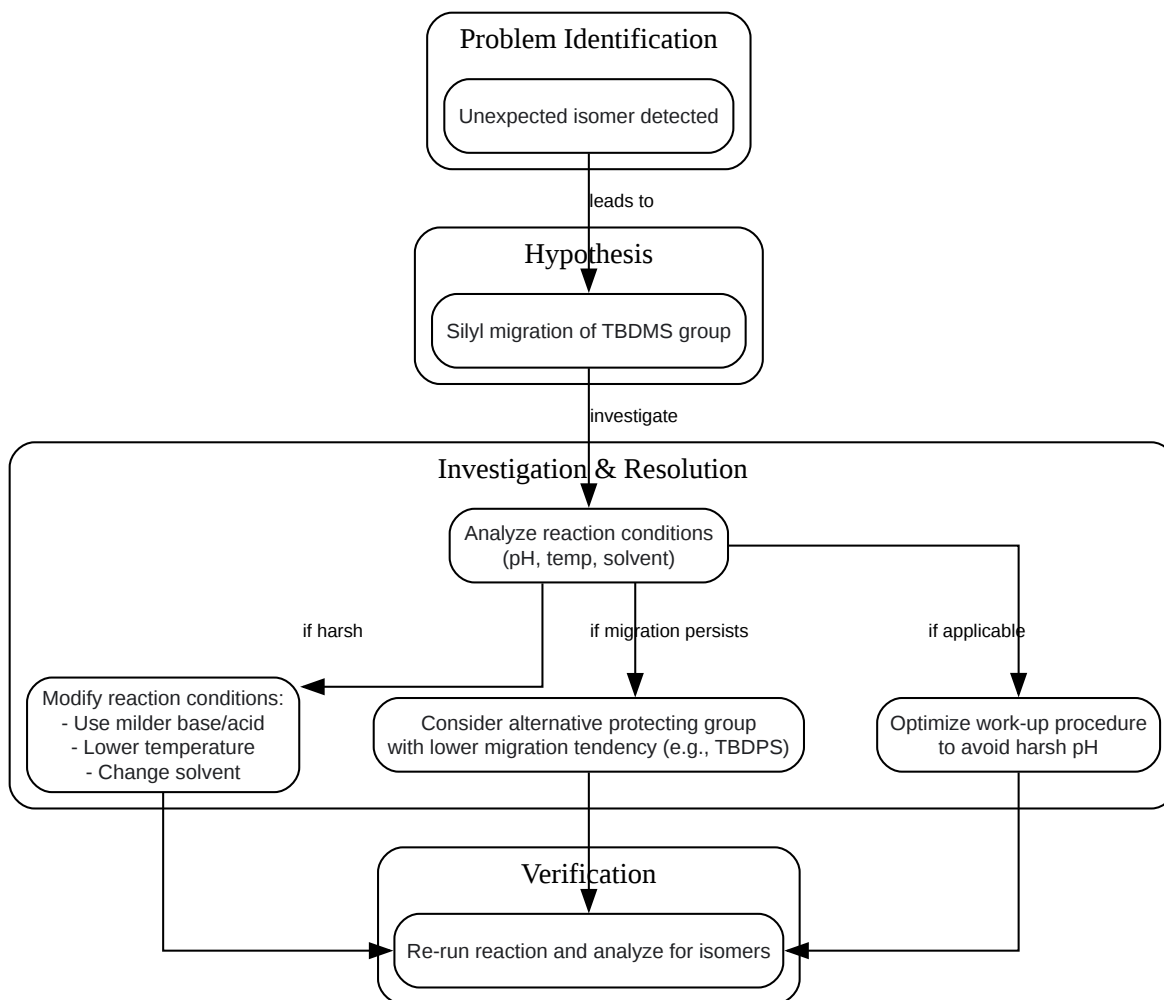 Problem Identification
Unexpected isomer detected
leads to
Hypothesis
Silyl migration of TBDMS group
investigate
Investigation & Resolution
Analyze reaction conditions
(pH, temp, solvent)
if harsh
if migration persists
if applicable
Modify reaction conditions:
- Use milder base/acid
- Lower temperature
- Change solvent
Consider alternative protecting group
with lower migration tendency (e.g., TBDPS)
Optimize work-up procedure
to avoid harsh pH
Verification
Re-run reaction and analyze for isomers